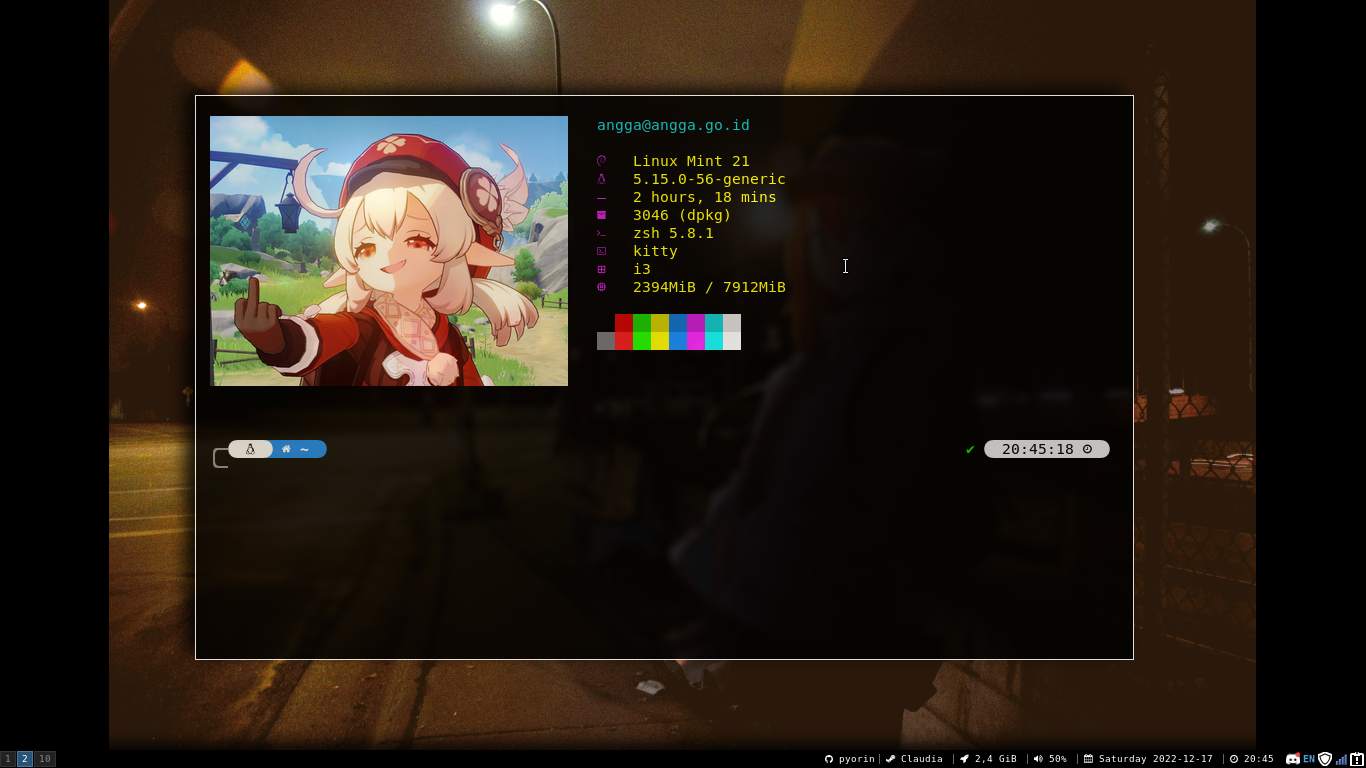 angga@angga.go.id
Linux Mint 21
5.15.0-56-generic
2 hours, 18 mins
3046 (dpkg)
zsh 5.8.1
kitty
i3
2394MiB / 7912MiB
~
20:45:18
1 2 10
pyorin | Claudia | 2,4 GiB | 50% | Saturday 2022-12-17 | 20:45 EN